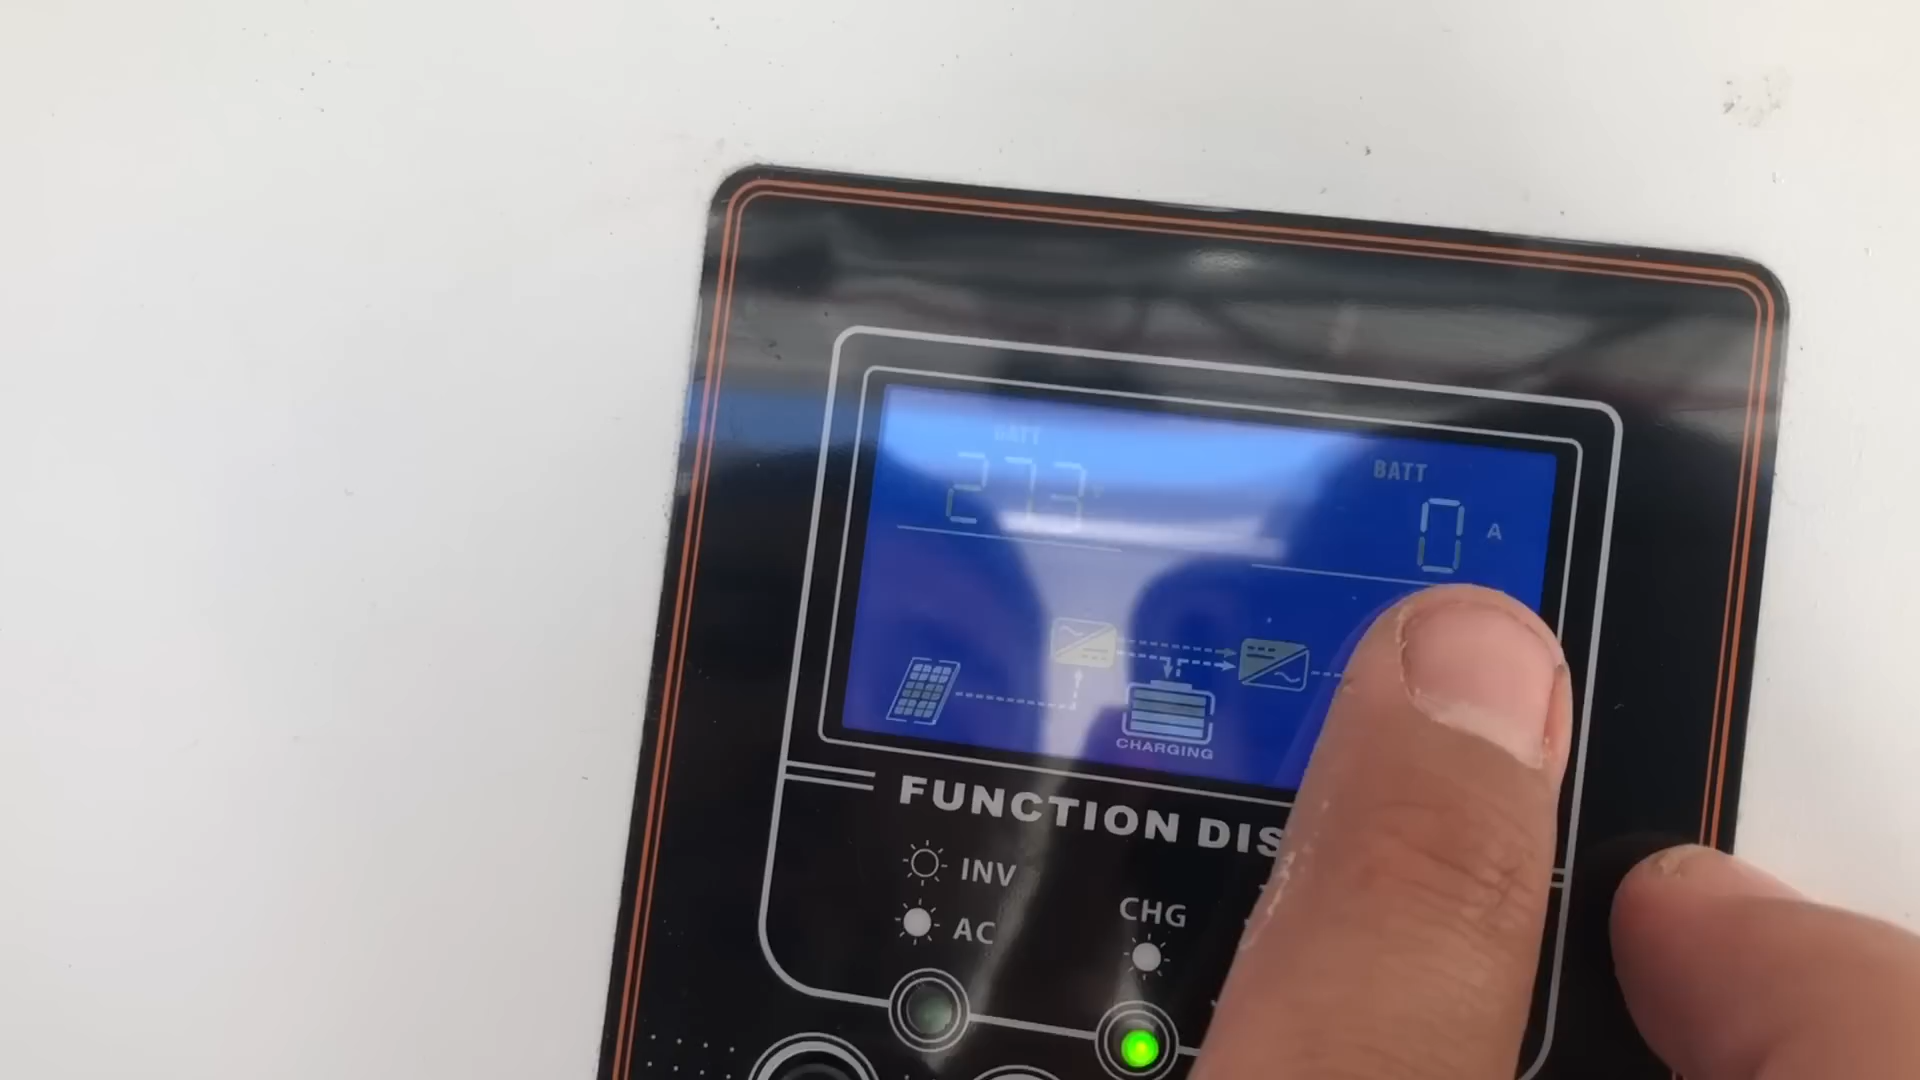 BATT
BATT
273
0 A
CHARGING
FUNCTION DIS
INV
AC
CHG